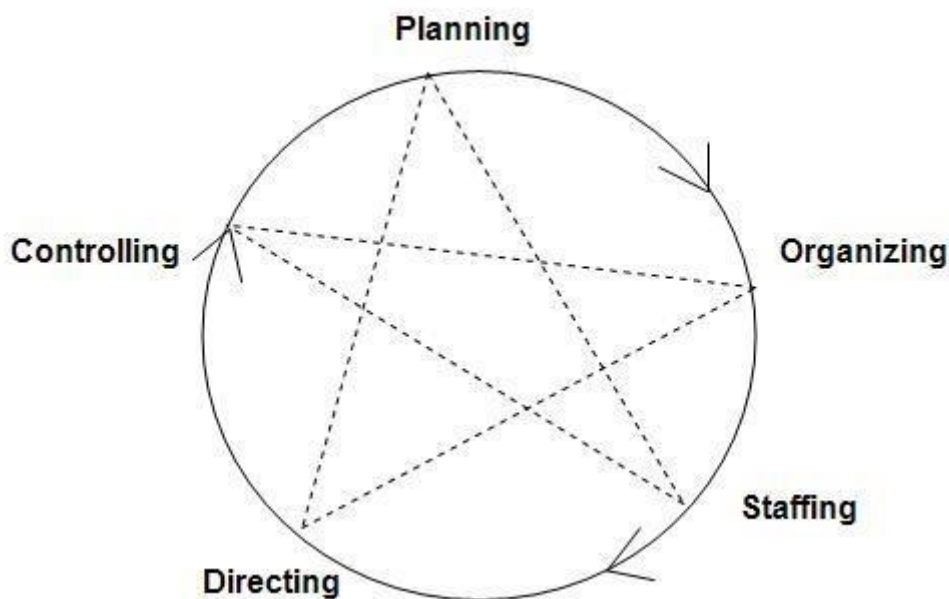 Planning
Controlling
Organizing
Staffing
Directing